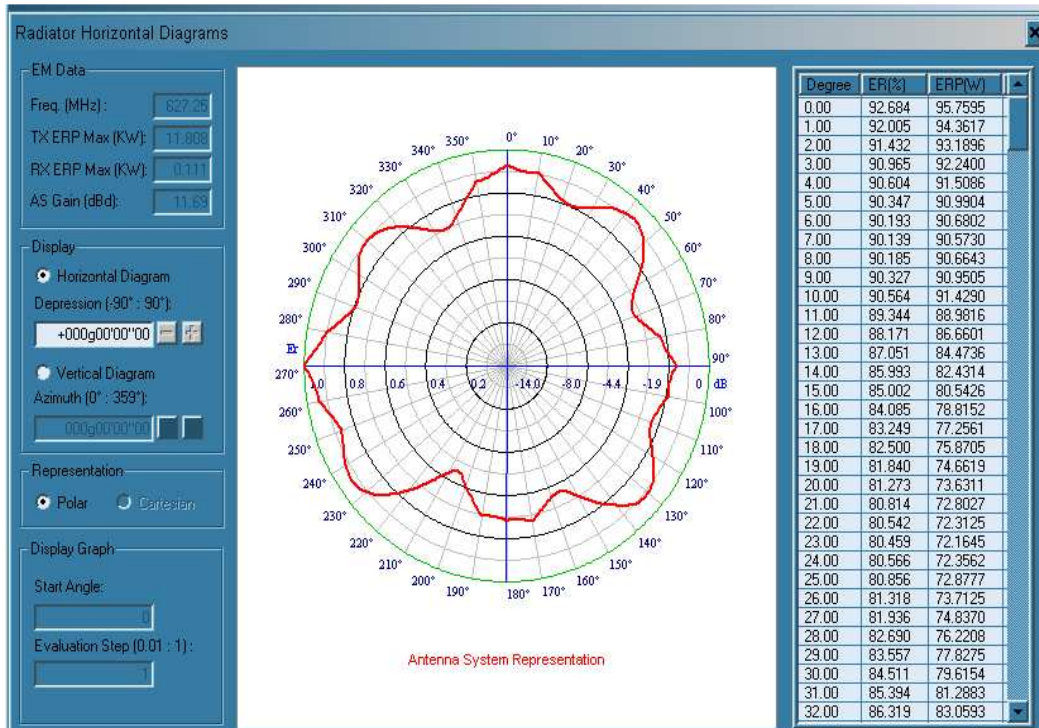 Radiator Horizontal Diagrams
EM Data
Freq. (MHz) : 627.25
TX ERP Max (KW): 11.808
RX ERP Max (KW): 0.111
AS Gain (dBd): 11.69
Display
Horizontal Diagram
Depression (-90° : 90°):
+000g00'00"00
Vertical Diagram
Azimuth (0° : 359°):
000g00'00"00
Representation
Polar Cartesian
Display Graph
Start Angle:
0
Evaluation Step (0.01 : 1) :
1
0°
10°
20°
30°
40°
50°
60°
70°
80°
90°
100°
110°
120°
130°
140°
150°
160°
170°
180°
190°
200°
210°
220°
230°
240°
250°
260°
270°
280°
290°
300°
310°
320°
330°
340°
350°
Er
1.0 0.8 0.6 0.4 0.2 -14.0 -8.0 -4.4 -1.9 0 dB
Antenna System Representation
Degree ER(%) ERP(W)
0.00 92.684 95.7595
1.00 92.005 94.3617
2.00 91.432 93.1896
3.00 90.965 92.2400
4.00 90.604 91.5086
5.00 90.347 90.9904
6.00 90.193 90.6802
7.00 90.139 90.5730
8.00 90.185 90.6643
9.00 90.327 90.9505
10.00 90.564 91.4290
11.00 89.344 88.9816
12.00 88.171 86.6601
13.00 87.051 84.4736
14.00 85.993 82.4314
15.00 85.002 80.5426
16.00 84.085 78.8152
17.00 83.249 77.2561
18.00 82.500 75.8705
19.00 81.840 74.6619
20.00 81.273 73.6311
21.00 80.814 72.8027
22.00 80.542 72.3125
23.00 80.459 72.1645
24.00 80.566 72.3562
25.00 80.856 72.8777
26.00 81.318 73.7125
27.00 81.936 74.8370
28.00 82.690 76.2208
29.00 83.557 77.8275
30.00 84.511 79.6154
31.00 85.394 81.2883
32.00 86.319 83.0593